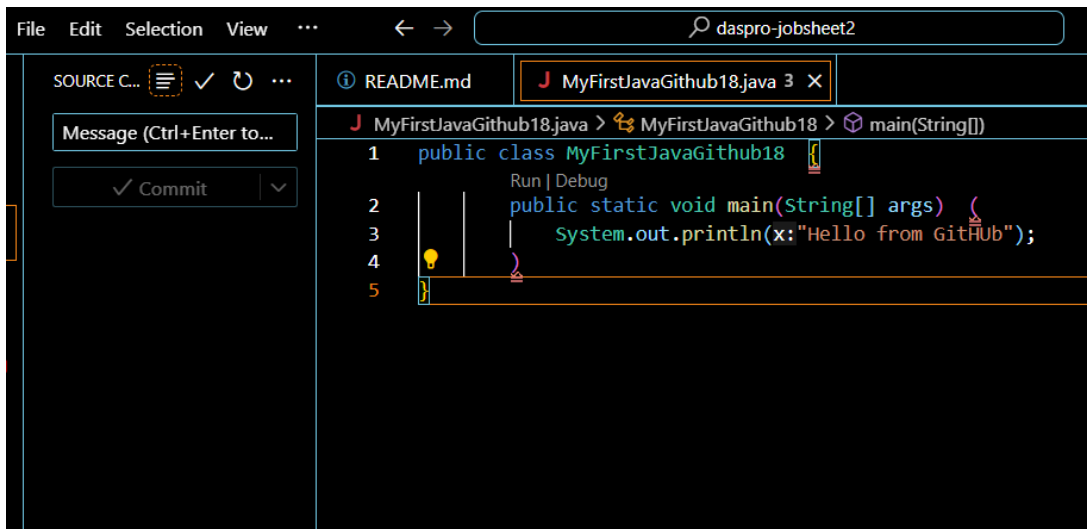 File Edit Selection View ··· ← → daspro-jobsheet2
SOURCE C... ···
README.md
J MyFirstJavaGithub18.java 3 ×
Message (Ctrl+Enter to...
J MyFirstJavaGithub18.java > MyFirstJavaGithub18 > main(String[])
Commit
1 public class MyFirstJavaGithub18 {
Run | Debug
2 public static void main(String[] args) (
3 System.out.println(x:"Hello from GitHUb");
4 )
5 }